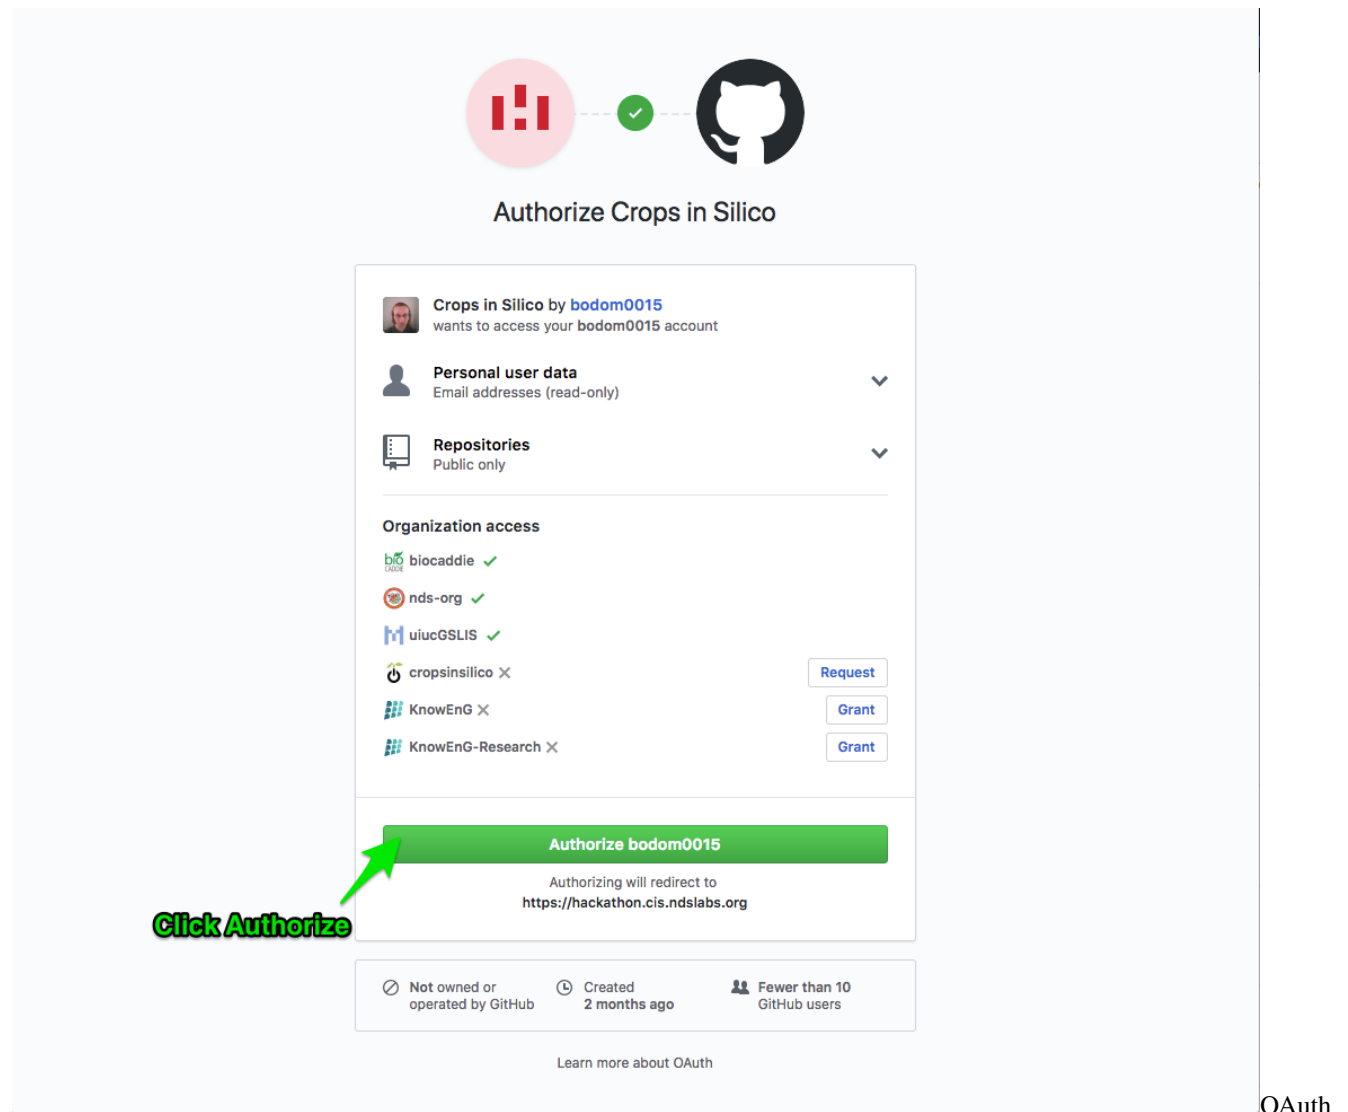 Authorize Crops in Silico
Crops in Silico by bodom0015
wants to access your bodom0015 account
Personal user data
Email addresses (read-only)
Repositories
Public only
Organization access
biocaddie
nds-org
uiucGSLIS
cropsinsilico
Request
KnowEnG
Grant
KnowEnG-Research
Grant
Authorize bodom0015
Authorizing will redirect to
https://hackathon.cis.ndslabs.org
Click Authorize
Not owned or
operated by GitHub
Created
2 months ago
Fewer than 10
GitHub users
Learn more about OAuth
OAuth